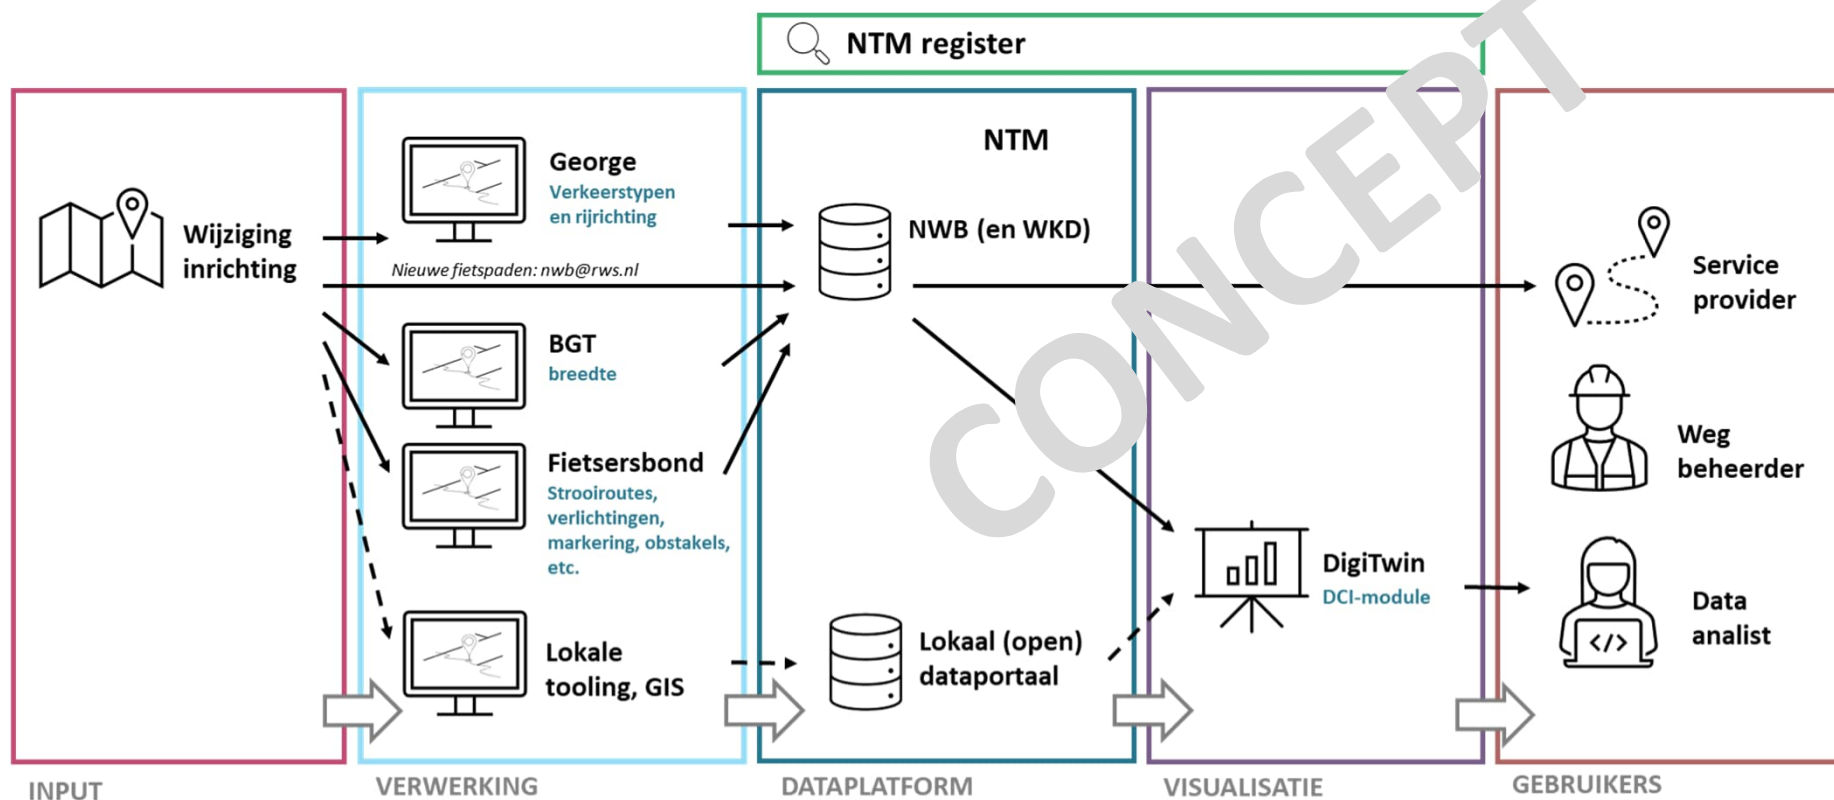 NTM register
CONCEPT
Wijziging
inrichting
George
Verkeerstypen
en rijrichting
Nieuwe fietspaden: nwb@rws.nl
BGT
breedte
Fietsersbond
Strooiroutes,
verlichtingen,
markering, obstakels,
etc.
Lokale
tooling, GIS
NTM
NWB (en WKD)
Lokaal (open)
dataportaal
DigiTwin
DCI-module
Service
provider
Weg
beheerder
</>
Data
analist
INPUT
VERWERKING
DATAPLATFORM
VISUALISATIE
GEBRUIKERS